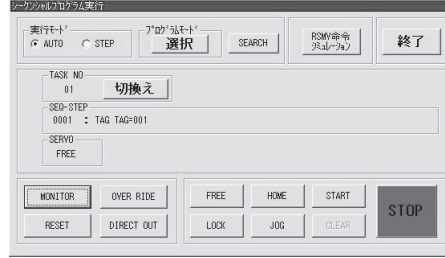 シーケンシャルプログラム実行
実行モード
AUTO
STEP
プログラムモード
選択
SEARCH
RSMV命令
シミュレーション
終了
TASK NO
01
切換え
SEQ-STEP
0001 : TAG TAG=001
SERVO
FREE
MONITOR
OVER RIDE
FREE
HOME
START
STOP
RESET
DIRECT OUT
LOCK
JOG
CLEAR